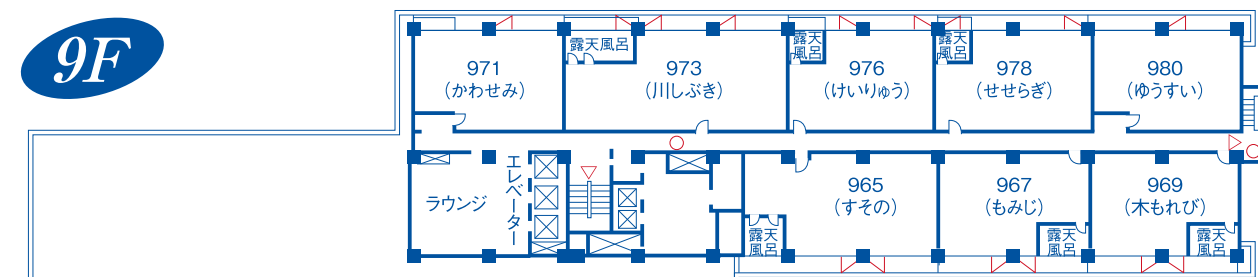 9F
971
(かわせみ)
露天風呂
973
(川しぶき)
露天
風呂
976
(けいりゅう)
露天
風呂
978
(せせらぎ)
980
(ゆうすい)
ラウンジ
エレベーター
965
(すその)
露天
風呂
967
(もみじ)
露天
風呂
969
(木もれび)
露天
風呂